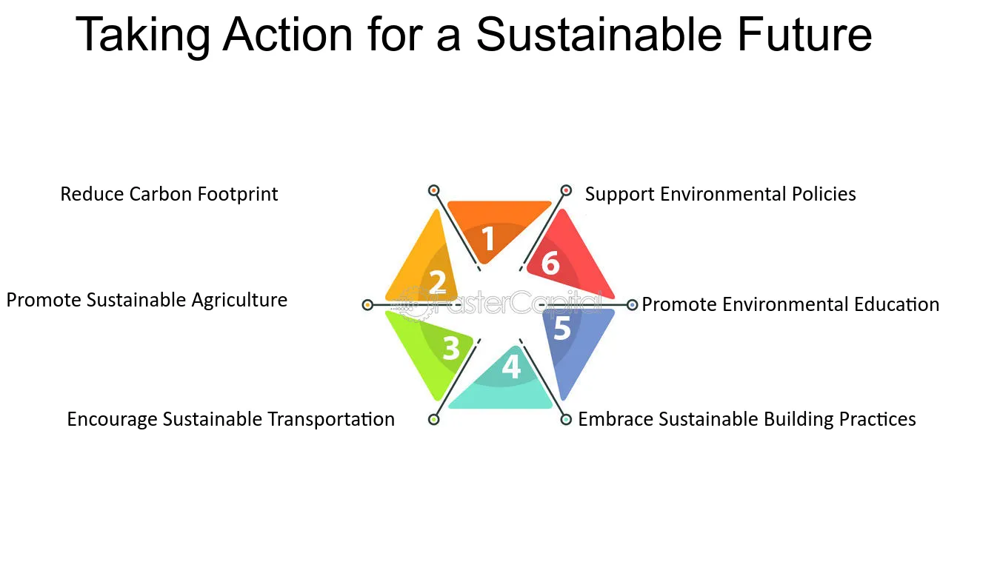 Taking Action for a Sustainable Future
Reduce Carbon Footprint
Support Environmental Policies
1
6
2
Promote Sustainable Agriculture
FasterCapital
Promote Environmental Education
3
5
4
Encourage Sustainable Transportation
Embrace Sustainable Building Practices